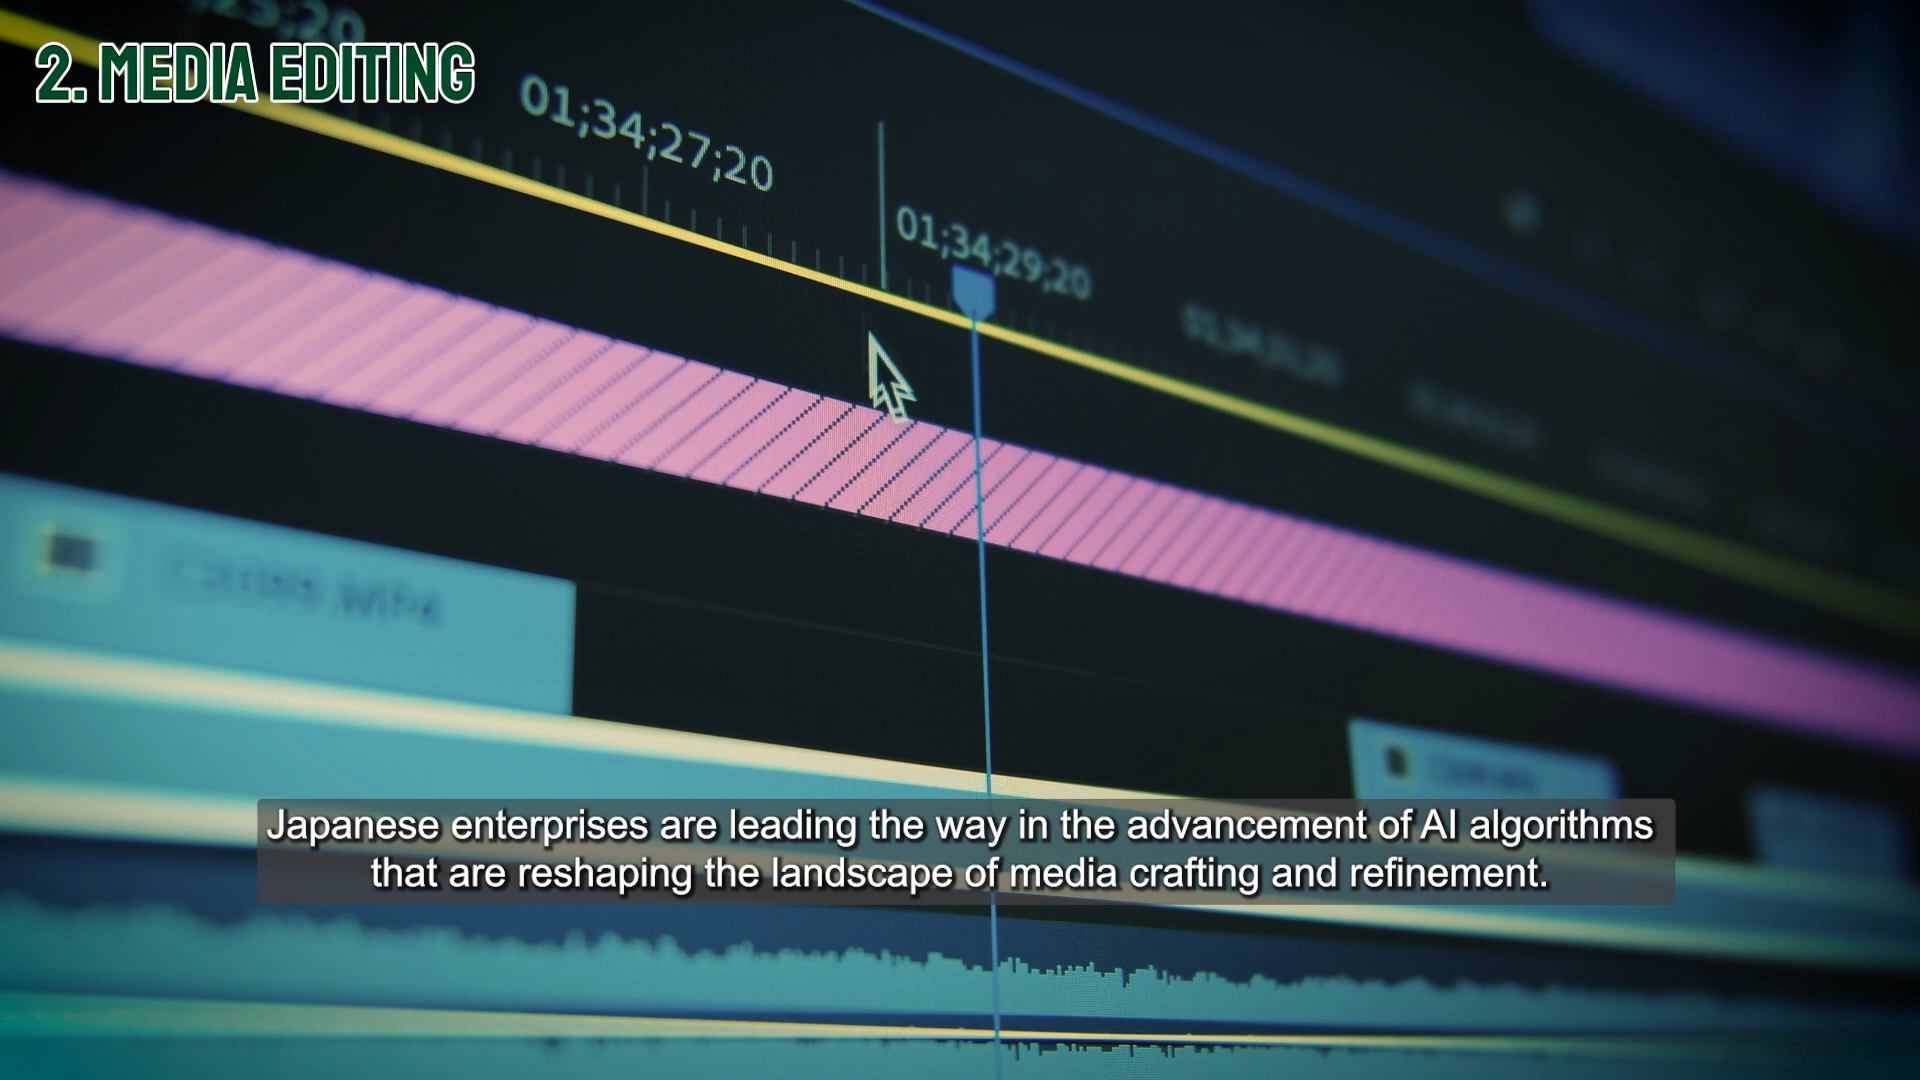 2. MEDIA EDITING
01;34;27;20
01;34;29;20
Japanese enterprises are leading the way in the advancement of AI algorithms
that are reshaping the landscape of media crafting and refinement.